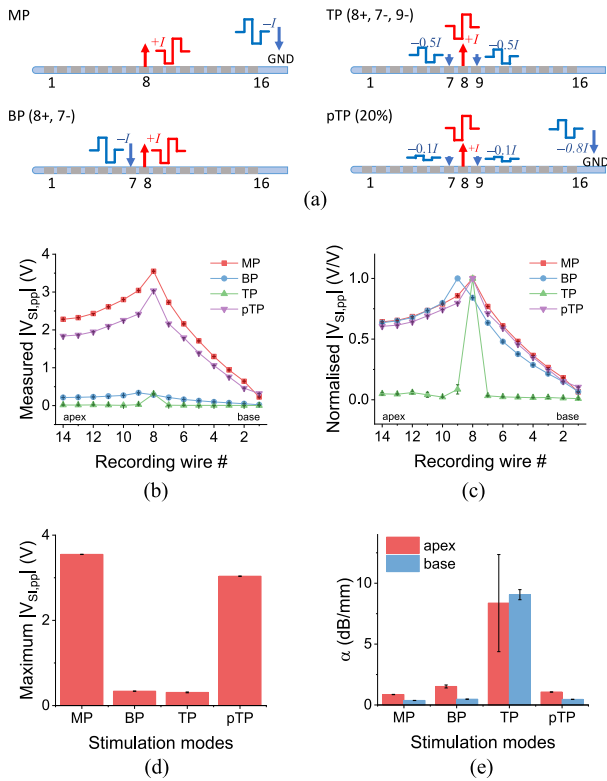 MP
−I
+I
GND
1 8 16
TP (8+, 7-, 9-)
−0.5I +I −0.5I
1 7 8 9 16
BP (8+, 7-)
−I +I
1 7 8 16
pTP (20%)
−0.1I +I −0.1I −0.8I
GND
1 7 8 9 16
(a)
Measured |V_SI,pp| (V)
4
3
2
1
0
MP
BP
TP
pTP
apex base
14 12 10 8 6 4 2
Recording wire #
(b)
Normalised |V_SI,pp| (V/V)
1.0
0.5
0.0
MP
BP
TP
pTP
apex base
14 12 10 8 6 4 2
Recording wire #
(c)
Maximum |V_SI,pp| (V)
4
2
0
MP BP TP pTP
Stimulation modes
(d)
α (dB/mm)
10
5
0
apex
base
MP BP TP pTP
Stimulation modes
(e)